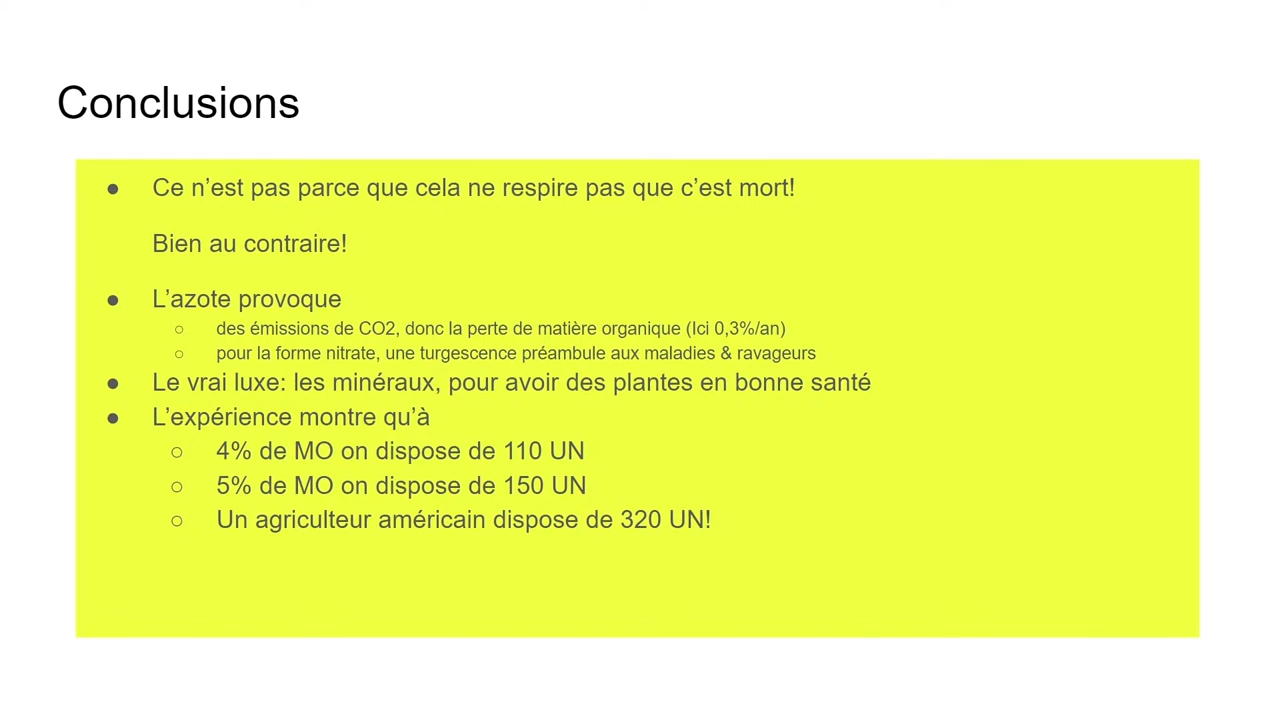 Conclusions
● Ce n’est pas parce que cela ne respire pas que c’est mort!
Bien au contraire!
● L’azote provoque
○ des émissions de CO2, donc la perte de matière organique (Ici 0,3%/an)
○ pour la forme nitrate, une turgescence préambule aux maladies & ravageurs
● Le vrai luxe: les minéraux, pour avoir des plantes en bonne santé
● L’expérience montre qu’à
○ 4% de MO on dispose de 110 UN
○ 5% de MO on dispose de 150 UN
○ Un agriculteur américain dispose de 320 UN!